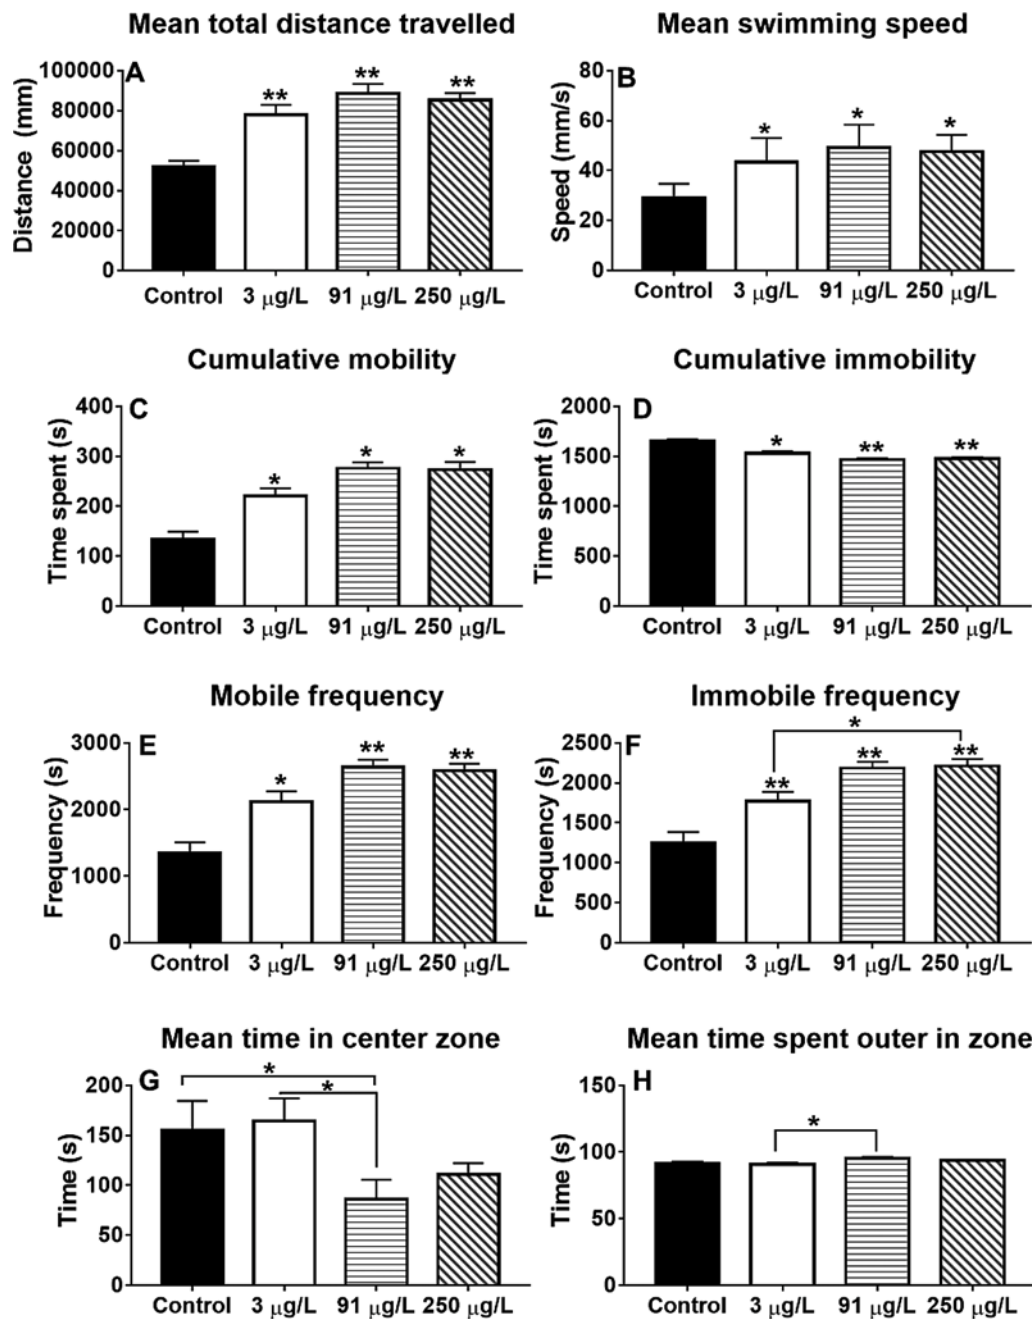 Mean total distance travelled
A
Distance (mm)
100000
80000
60000
40000
20000
0
** ** **
Control 3 μg/L 91 μg/L 250 μg/L
Mean swimming speed
B
Speed (mm/s)
80
60
40
20
0
* * *
Control 3 μg/L 91 μg/L 250 μg/L
Cumulative mobility
C
Time spent (s)
400
300
200
100
0
* * *
Control 3 μg/L 91 μg/L 250 μg/L
Cumulative immobility
D
Time spent (s)
2000
1500
1000
500
0
* ** **
Control 3 μg/L 91 μg/L 250 μg/L
Mobile frequency
E
Frequency (s)
3000
2000
1000
0
* ** **
Control 3 μg/L 91 μg/L 250 μg/L
Immobile frequency
F
Frequency (s)
2500
2000
1500
1000
500
0
*
** ** **
Control 3 μg/L 91 μg/L 250 μg/L
Mean time in center zone
G
Time (s)
200
150
100
50
0
*
*
Control 3 μg/L 91 μg/L 250 μg/L
Mean time spent outer in zone
H
Time (s)
150
100
50
0
*
Control 3 μg/L 91 μg/L 250 μg/L